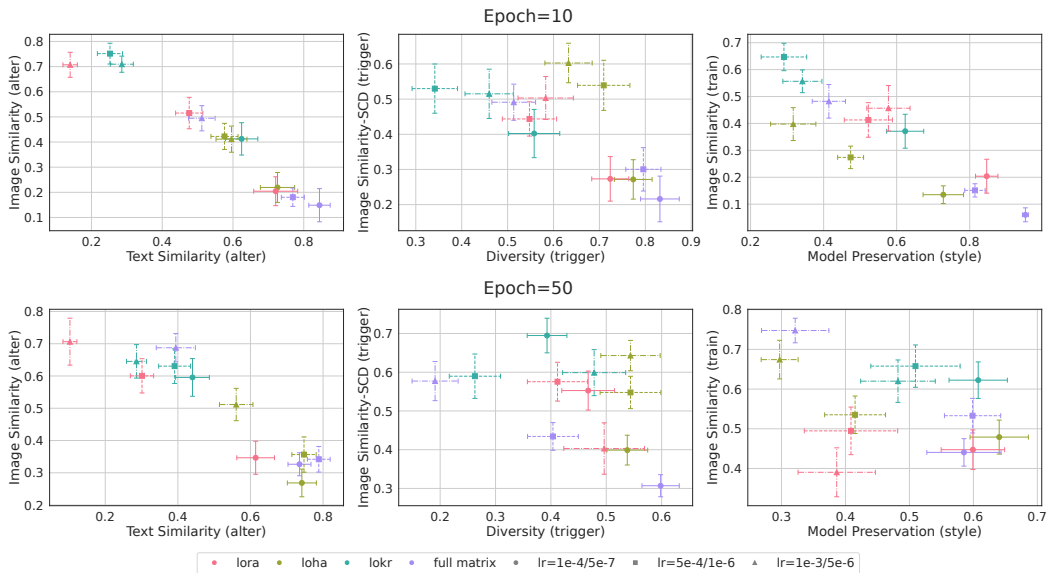 Epoch=10
Image Similarity (alter)
0.8
0.7
0.6
0.5
0.4
0.3
0.2
0.1
0.2 0.4 0.6 0.8
Text Similarity (alter)
Image Similarity-SCD (trigger)
0.6
0.5
0.4
0.3
0.2
0.3 0.4 0.5 0.6 0.7 0.8 0.9
Diversity (trigger)
Image Similarity (train)
0.7
0.6
0.5
0.4
0.3
0.2
0.1
0.2 0.4 0.6 0.8
Model Preservation (style)
Epoch=50
Image Similarity (alter)
0.8
0.7
0.6
0.5
0.4
0.3
0.2
0.2 0.4 0.6 0.8
Text Similarity (alter)
Image Similarity-SCD (trigger)
0.7
0.6
0.5
0.4
0.3
0.2 0.3 0.4 0.5 0.6
Diversity (trigger)
Image Similarity (train)
0.8
0.7
0.6
0.5
0.4
0.3 0.4 0.5 0.6 0.7
Model Preservation (style)
lora loha lokr full matrix lr=1e-4/5e-7 lr=5e-4/1e-6 lr=1e-3/5e-6